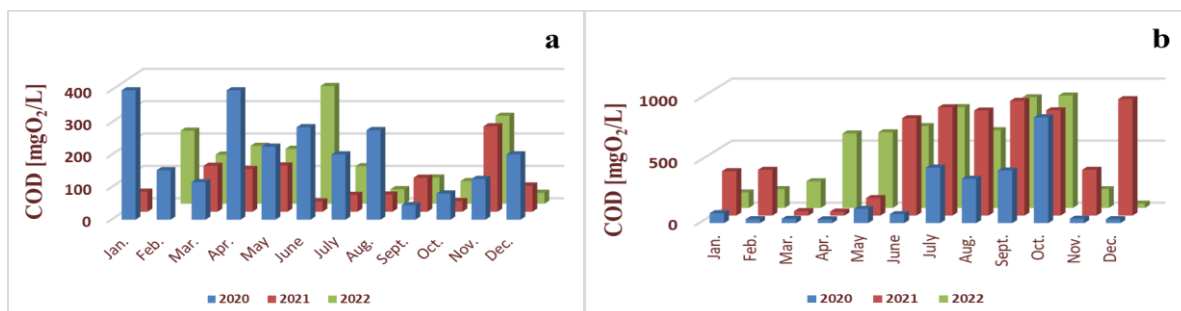 a
COD [mgO₂/L]
400
300
200
100
0
Jan. Feb. Mar. Apr. May June July Aug. Sept. Oct. Nov. Dec.
2020 2021 2022
b
COD [mgO₂/L]
1000
500
0
Jan. Feb. Mar. Apr. May June July Aug. Sept. Oct. Nov. Dec.
2020 2021 2022